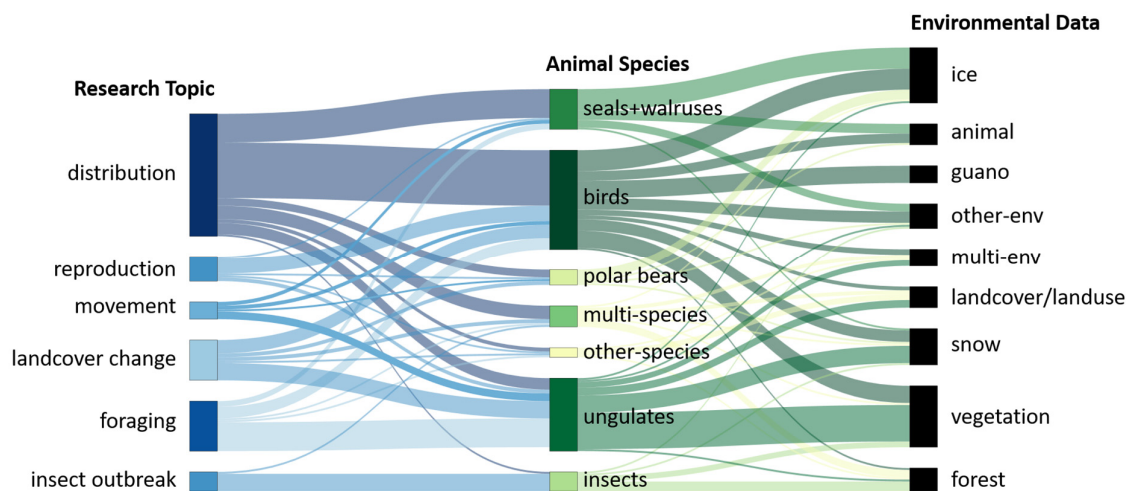 Research Topic
distribution
reproduction
movement
landcover change
foraging
insect outbreak
Animal Species
seals+walruses
birds
polar bears
multi-species
other-species
ungulates
insects
Environmental Data
ice
animal
guano
other-env
multi-env
landcover/landuse
snow
vegetation
forest